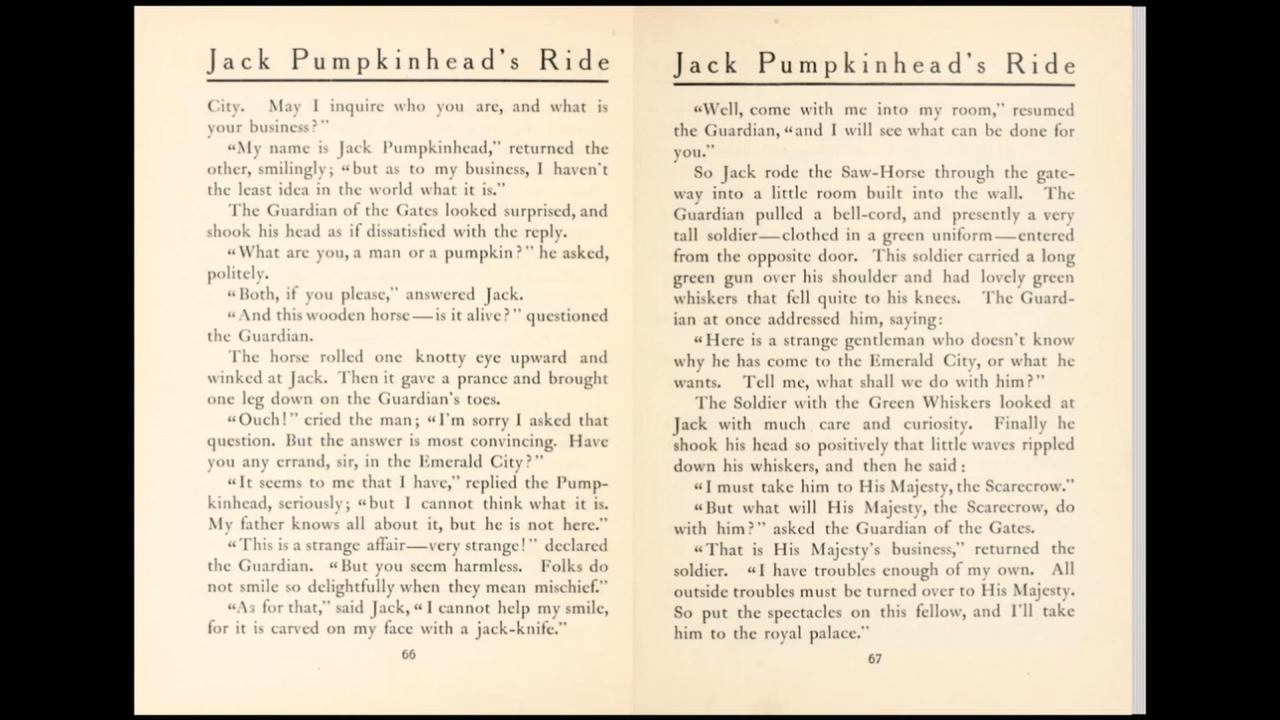 Jack Pumpkinhead's Ride
City. May I inquire who you are, and what is
your business?"
"My name is Jack Pumpkinhead," returned the
other, smilingly; "but as to my business, I haven't
the least idea in the world what it is."
The Guardian of the Gates looked surprised, and
shook his head as if dissatisfied with the reply.
"What are you, a man or a pumpkin?" he asked,
politely.
"Both, if you please," answered Jack.
"And this wooden horse—is it alive?" questioned
the Guardian.
The horse rolled one knotty eye upward and
winked at Jack. Then it gave a prance and brought
one leg down on the Guardian's toes.
"Ouch!" cried the man; "I'm sorry I asked that
question. But the answer is most convincing. Have
you any errand, sir, in the Emerald City?"
"It seems to me that I have," replied the Pump-
kinhead, seriously; "but I cannot think what it is.
My father knows all about it, but he is not here."
"This is a strange affair—very strange!" declared
the Guardian. "But you seem harmless. Folks do
not smile so delightfully when they mean mischief."
"As for that," said Jack, "I cannot help my smile,
for it is carved on my face with a jack-knife."
66
Jack Pumpkinhead's Ride
"Well, come with me into my room," resumed
the Guardian, "and I will see what can be done for
you."
So Jack rode the Saw-Horse through the gate-
way into a little room built into the wall. The
Guardian pulled a bell-cord, and presently a very
tall soldier—clothed in a green uniform—entered
from the opposite door. This soldier carried a long
green gun over his shoulder and had lovely green
whiskers that fell quite to his knees. The Guard-
ian at once addressed him, saying:
"Here is a strange gentleman who doesn't know
why he has come to the Emerald City, or what he
wants. Tell me, what shall we do with him?"
The Soldier with the Green Whiskers looked at
Jack with much care and curiosity. Finally he
shook his head so positively that little waves rippled
down his whiskers, and then he said:
"I must take him to His Majesty, the Scarecrow."
"But what will His Majesty, the Scarecrow, do
with him?" asked the Guardian of the Gates.
"That is His Majesty's business," returned the
soldier. "I have troubles enough of my own. All
outside troubles must be turned over to His Majesty.
So put the spectacles on this fellow, and I'll take
him to the royal palace."
67